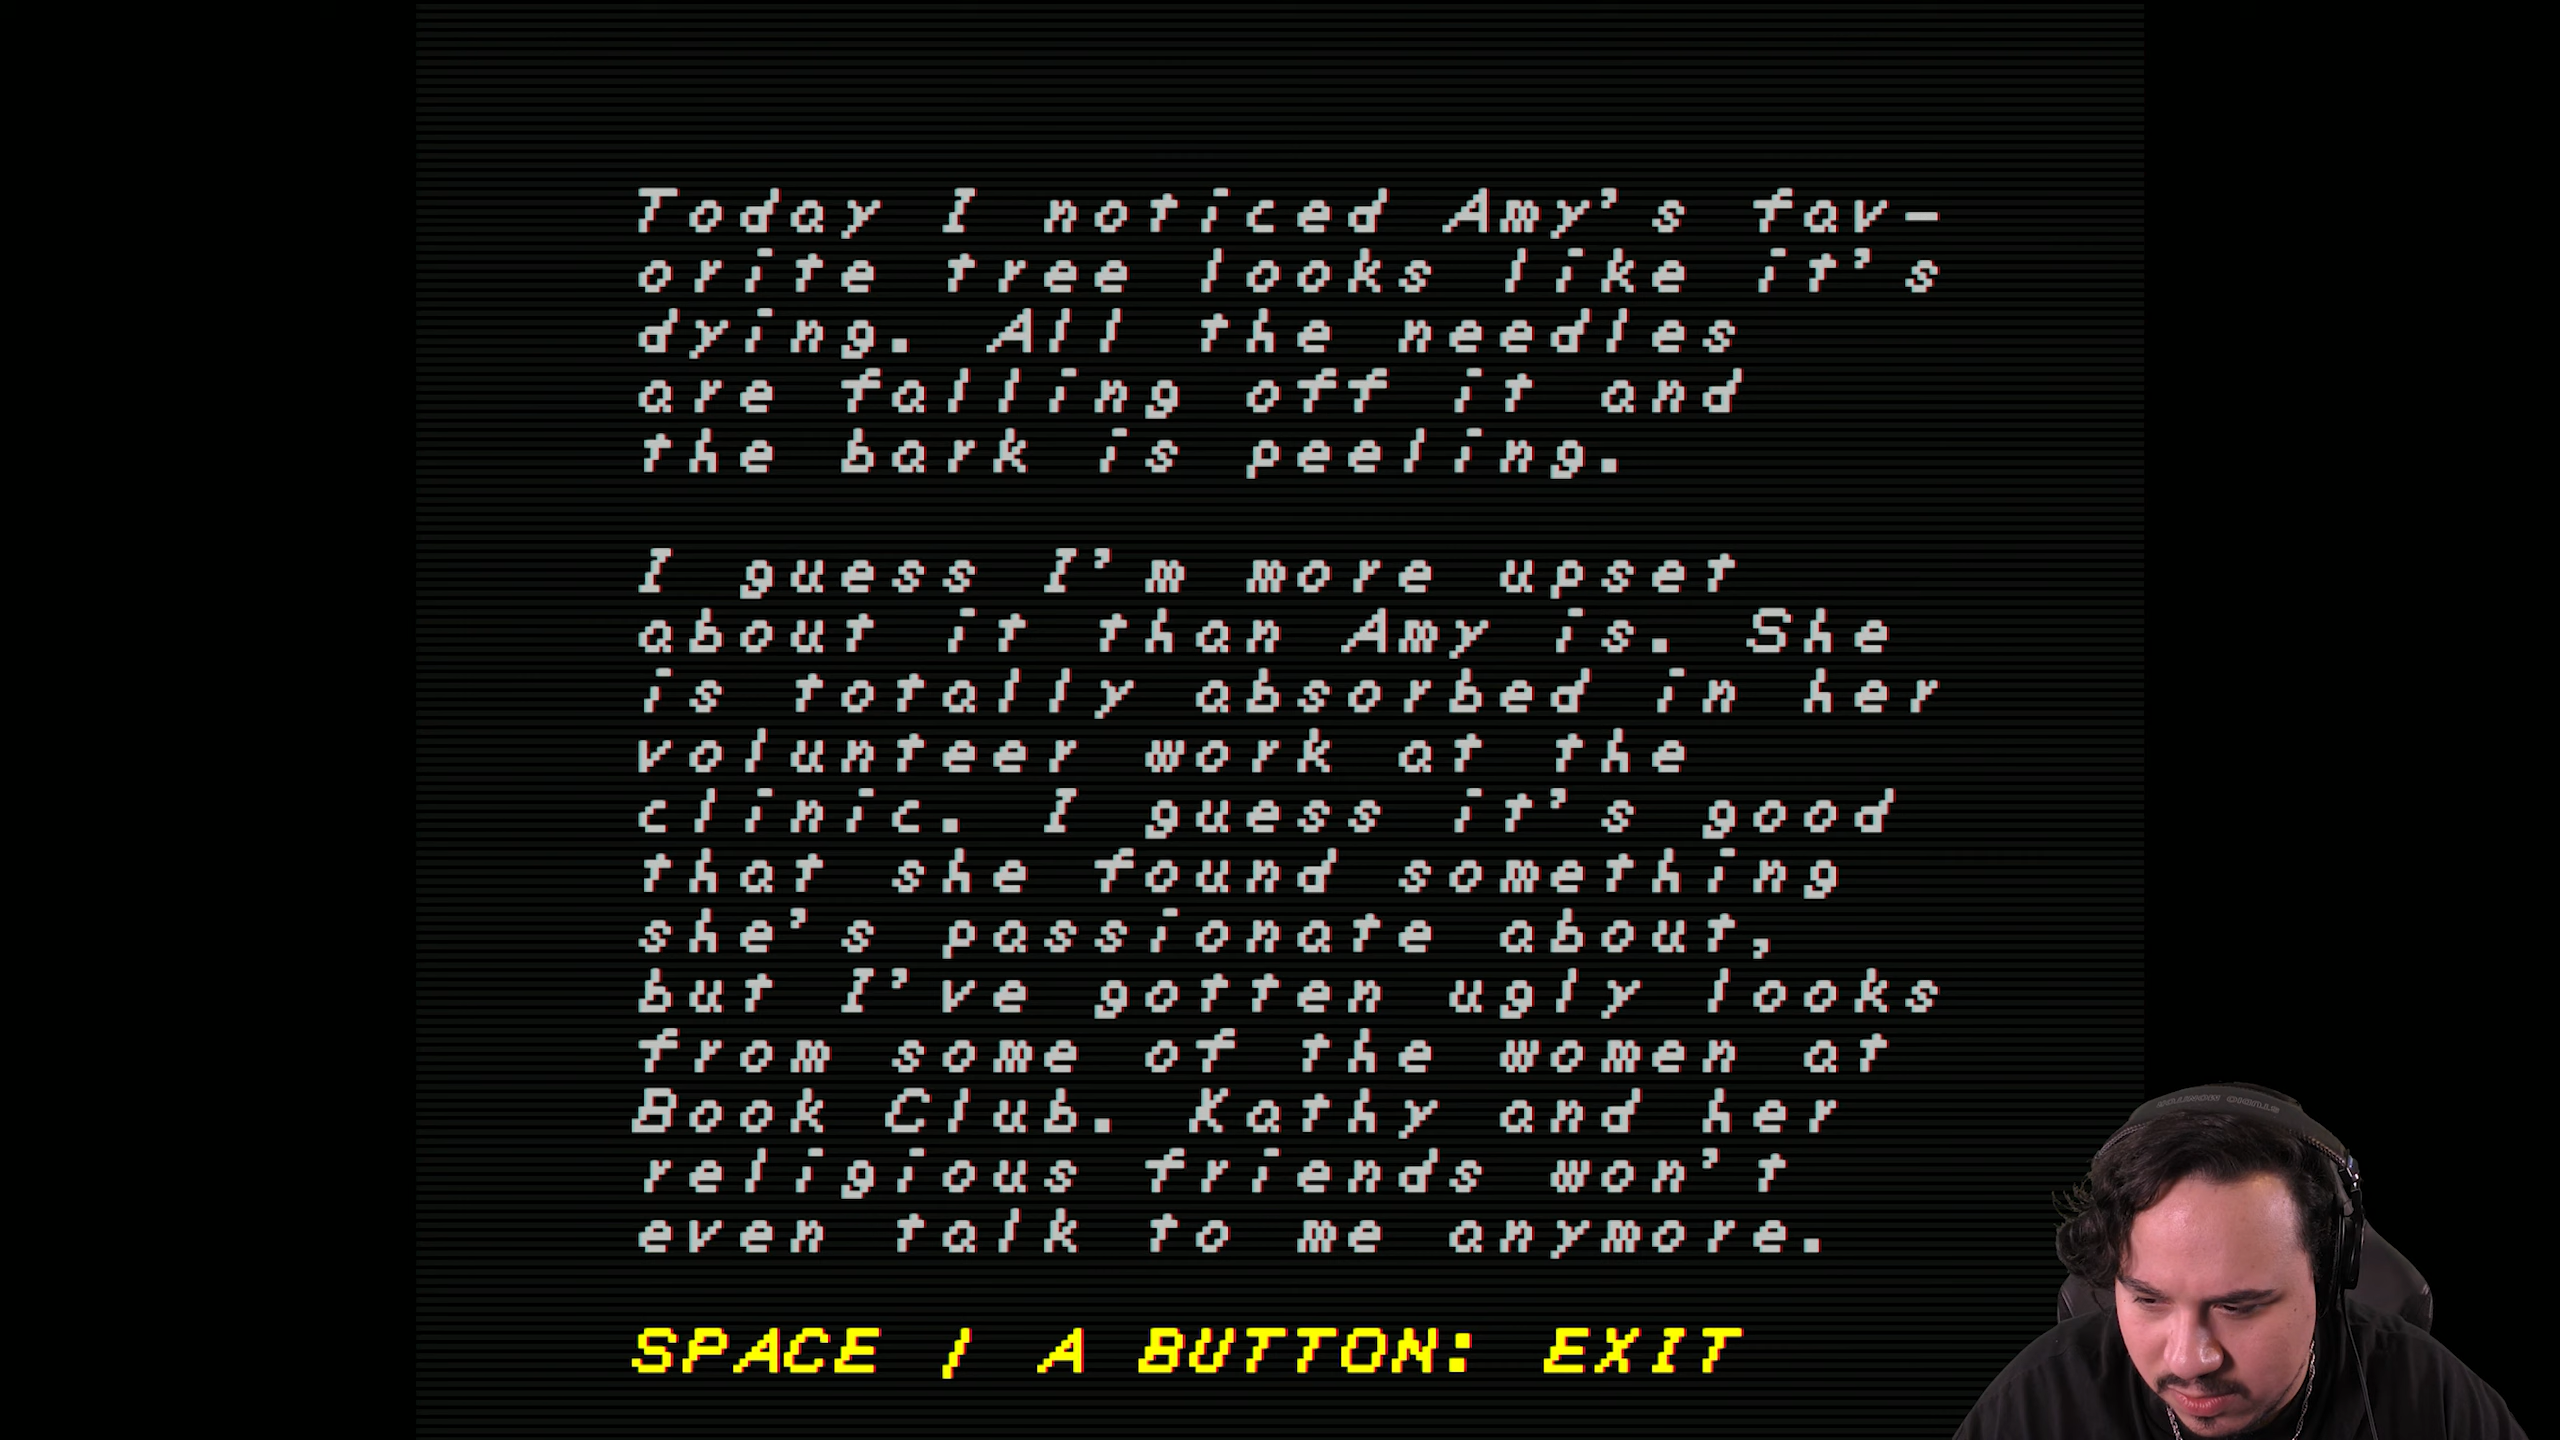 Today I noticed Amy's fav-
orite tree looks like it's
dying. All the needles
are falling off it and
the bark is peeling.
I guess I'm more upset
about it than Amy is. She
is totally absorbed in her
volunteer work at the
clinic. I guess it's good
that she found something
she's passionate about,
but I've gotten ugly looks
from some of the women at
Book Club. Kathy and her
religious friends won't
even talk to me anymore.
SPACE / A BUTTON: EXIT